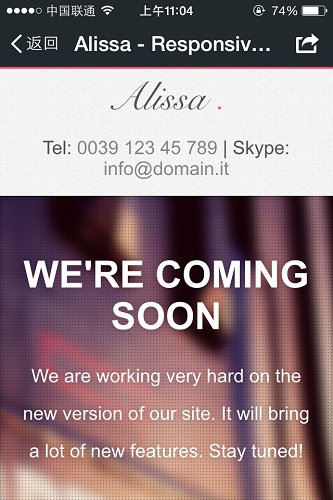 中国联通 上午11:04 74%
返回 Alissa - Responsiv...
Alissa .
Tel: 0039 123 45 789 | Skype:
info@domain.it
WE'RE COMING
SOON
We are working very hard on the
new version of our site. It will bring
a lot of new features. Stay tuned!